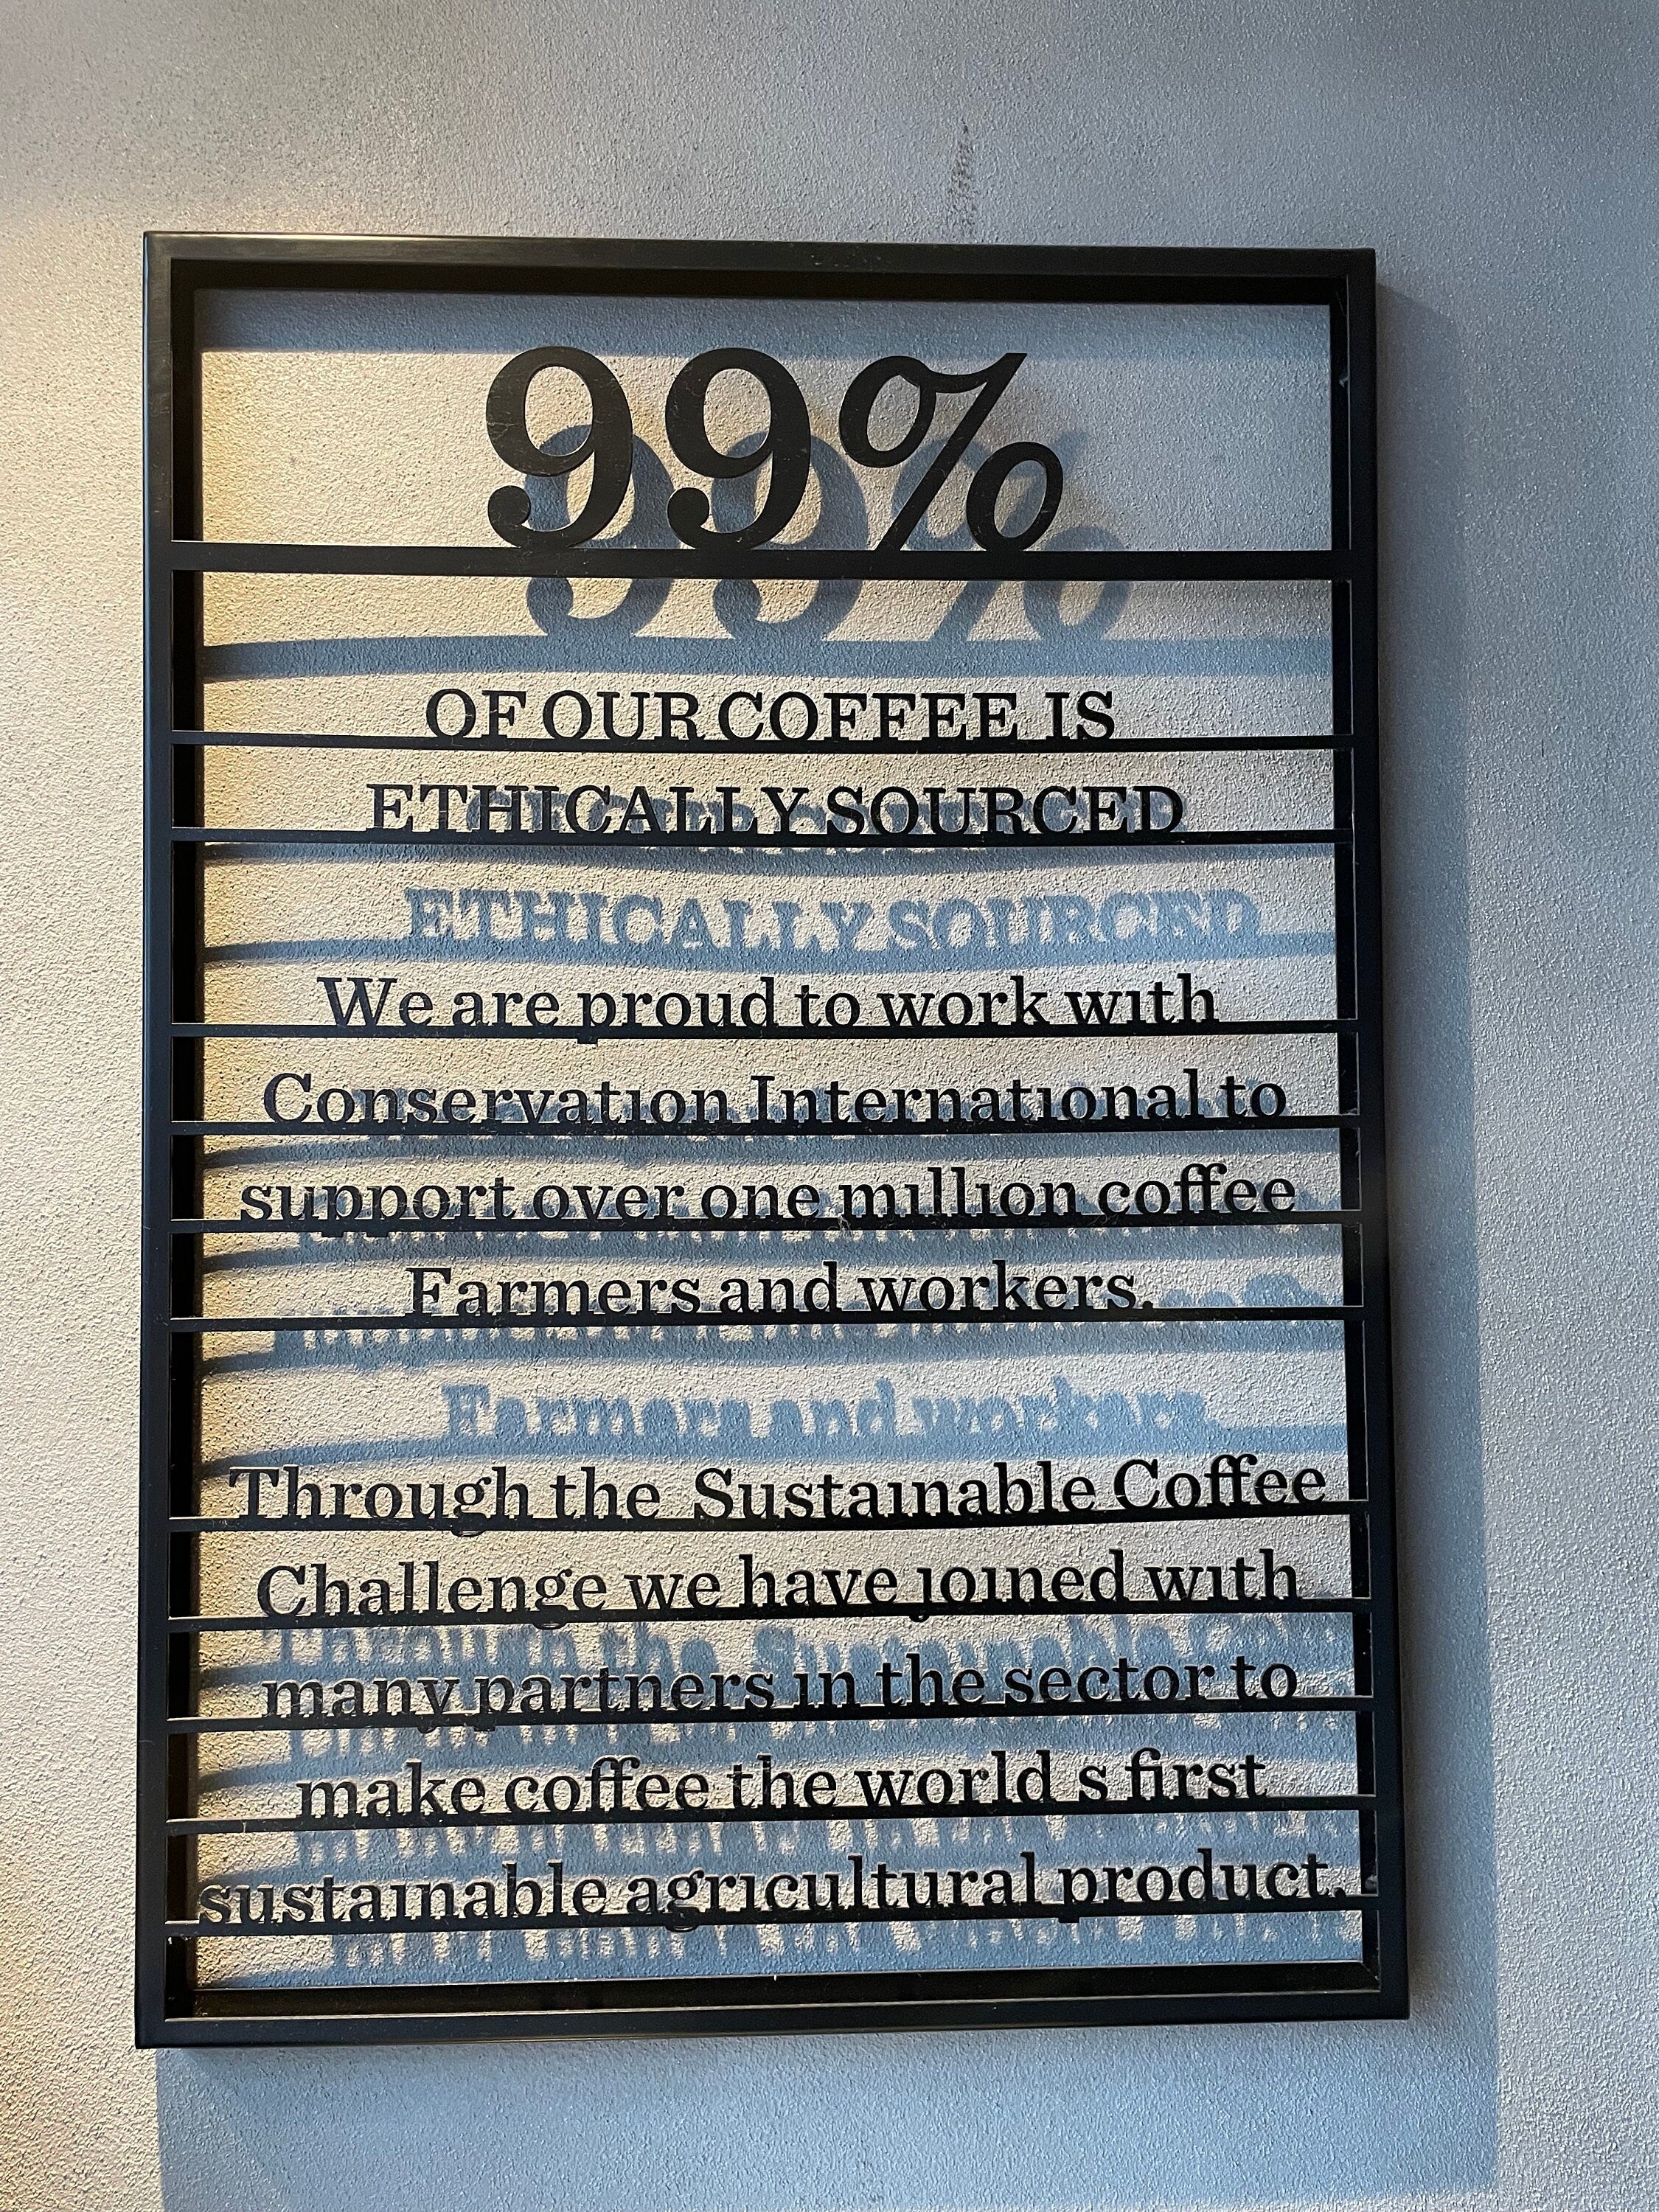 99%
OF OUR COFFEE IS
ETHICALLY SOURCED
We are proud to work with
Conservation International to
support over one million coffee
Farmers and workers.
Through the Sustainable Coffee
Challenge we have joined with
many partners in the sector to
make coffee the world s first
sustainable agricultural product.